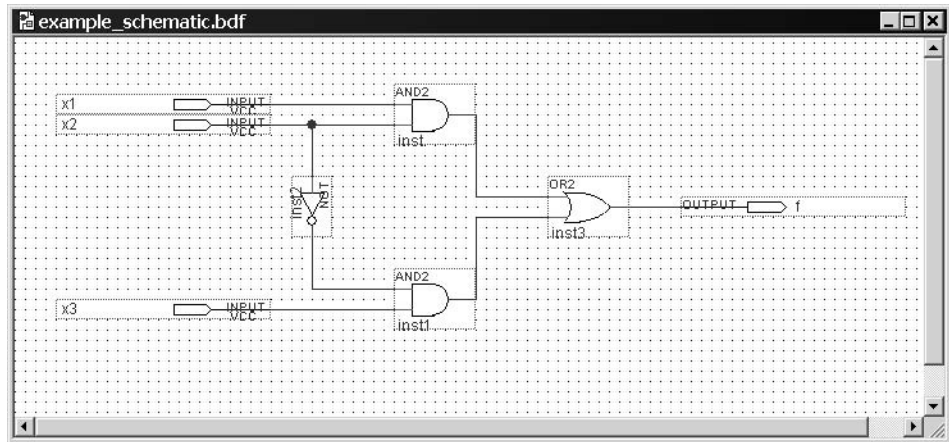 example_schematic.bdf
AND2
x1 INPUT
VCC
x2 INPUT
VCC
inst
inst2 NOT
OR2
OUTPUT f
inst3
AND2
x3 INPUT
VCC
inst1